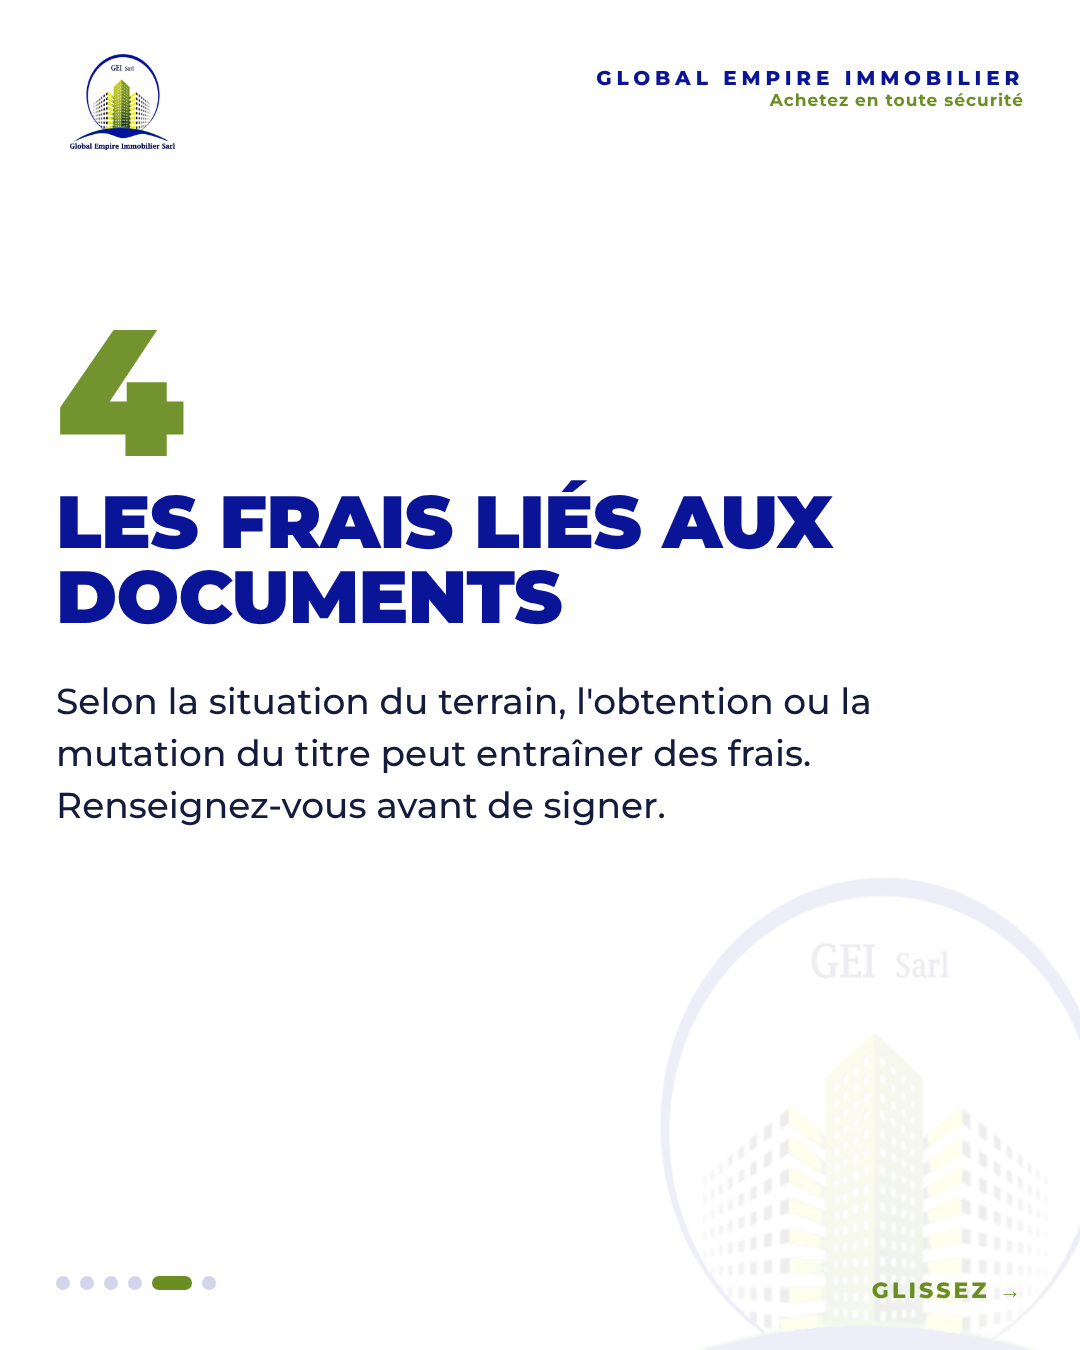 GEI Sarl
Global Empire Immobilier Sarl
GLOBAL EMPIRE IMMOBILIER
Achetez en toute sécurité
4
LES FRAIS LIÉS AUX
DOCUMENTS
Selon la situation du terrain, l'obtention ou la
mutation du titre peut entraîner des frais.
Renseignez-vous avant de signer.
GEI Sarl
GLISSEZ →